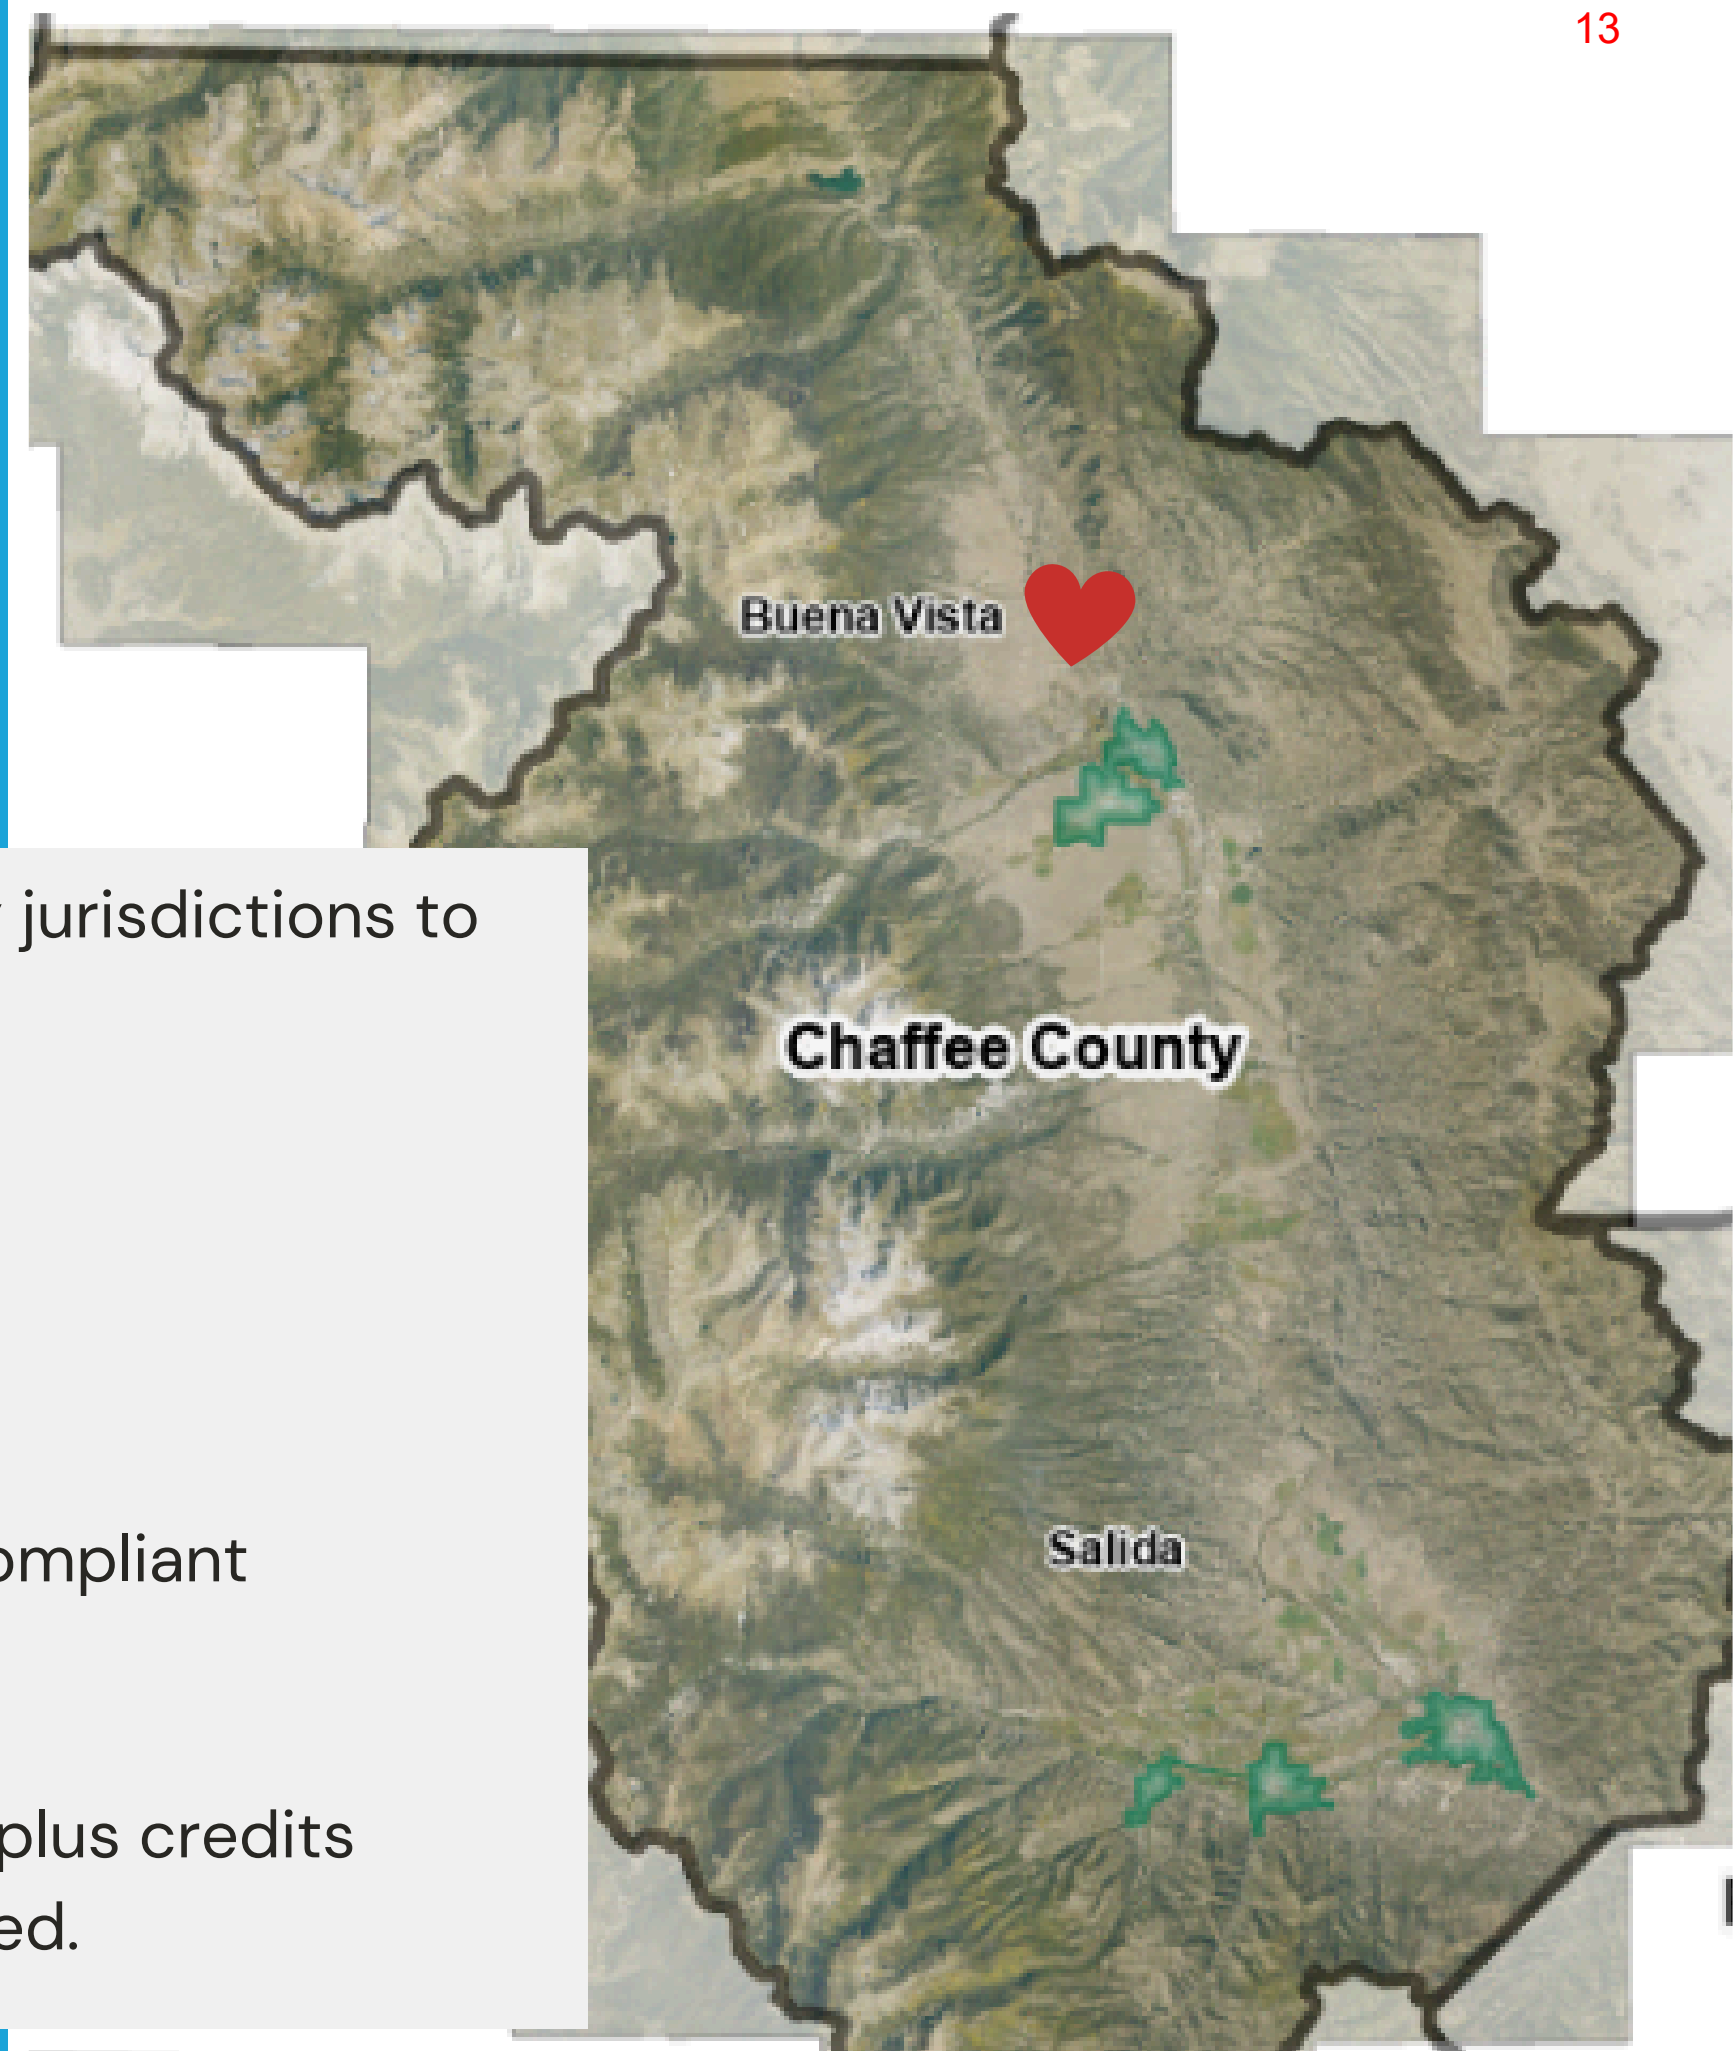 13
Buena Vista
jurisdictions to
Chaffee County
Salida
ompliant
plus credits
ed.